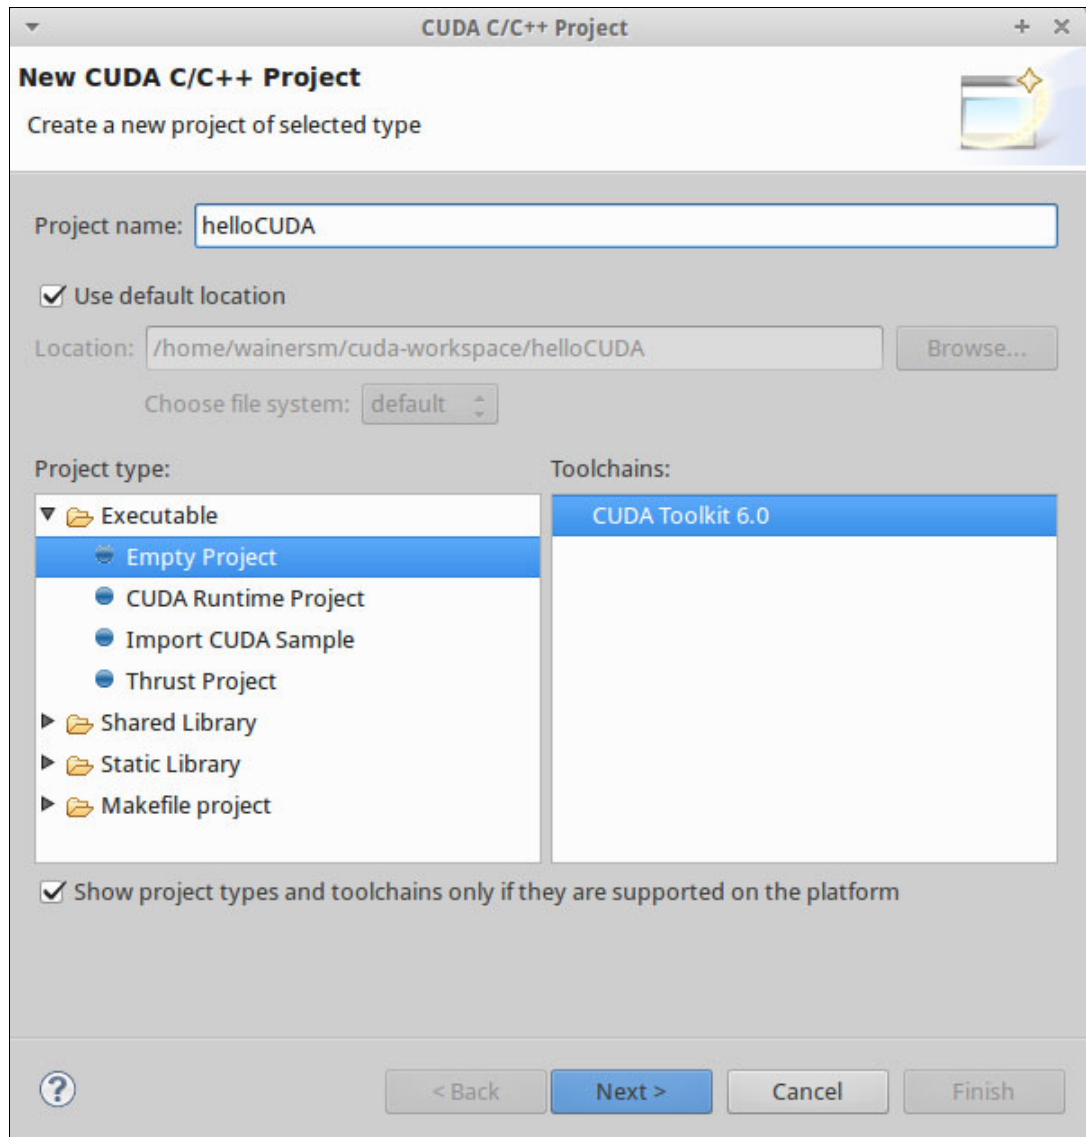 CUDA C/C++ Project
New CUDA C/C++ Project
Create a new project of selected type
Project name: helloCUDA
Use default location
Location: /home/wainersm/cuda-workspace/helloCUDA Browse...
Choose file system: default
Project type: Toolchains:
Executable CUDA Toolkit 6.0
Empty Project
CUDA Runtime Project
Import CUDA Sample
Thrust Project
Shared Library
Static Library
Makefile project
Show project types and toolchains only if they are supported on the platform
? < Back Next > Cancel Finish